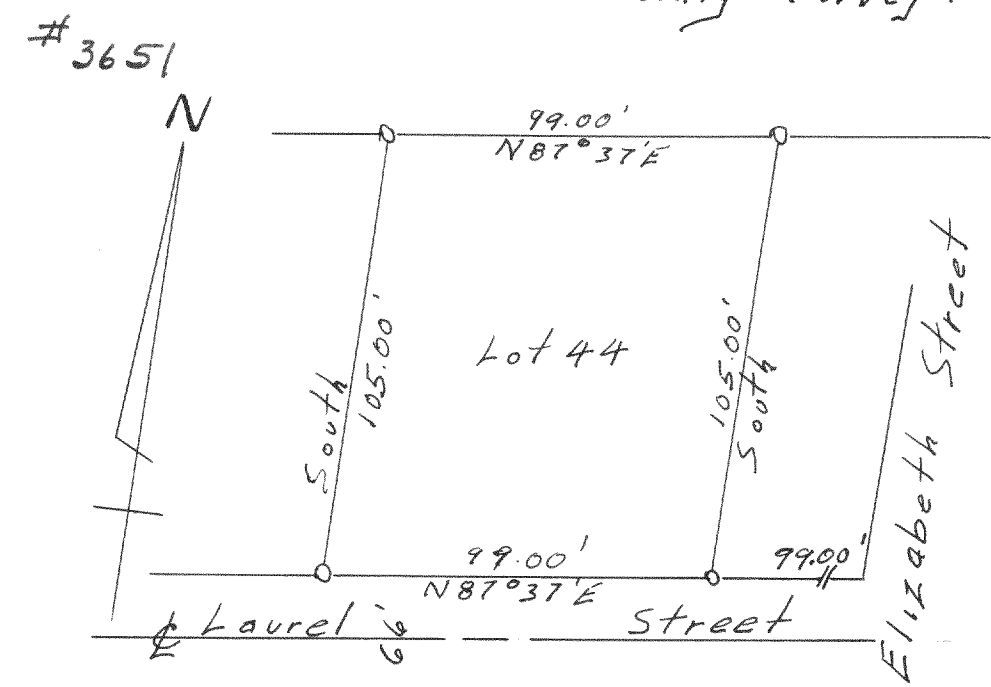 #3651
N
99.00'
N87°37'E
South
105.00'
Lot 44
105.00'
South
Elizabeth Street
99.00'
N87°37'E
99.00'
℄ Laurel 66' Street